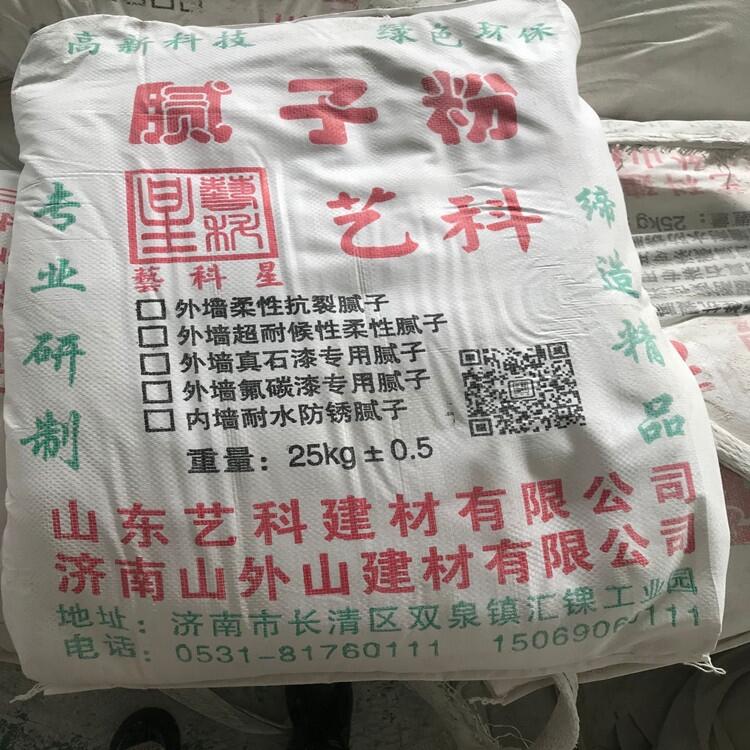 高新科技 绿色环保
腻子粉
藝科星
艺科
藝科星
专业研制
缔造精品
外墙柔性抗裂腻子
外墙超耐候性柔性腻子
外墙真石漆专用腻子
外墙氟碳漆专用腻子
内墙耐水防锈腻子
重量：25kg±0.5
山东艺科建材有限公司
济南山外山建材有限公司
地址：济南市长清区双泉镇汇镍工业园
电话：0531-81760111
25kg